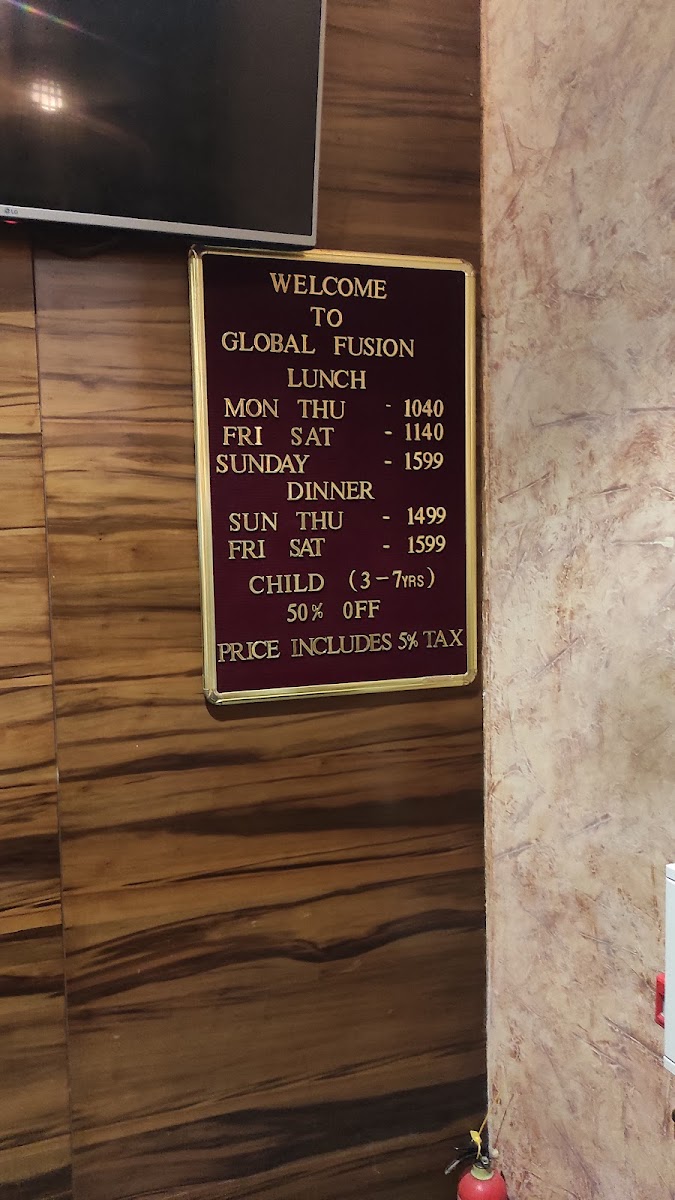 LG
WELCOME
TO
GLOBAL FUSION
LUNCH
MON THU - 1040
FRI SAT - 1140
SUNDAY - 1599
DINNER
SUN THU - 1499
FRI SAT - 1599
CHILD (3-7YRS)
50% OFF
PRICE INCLUDES 5% TAX